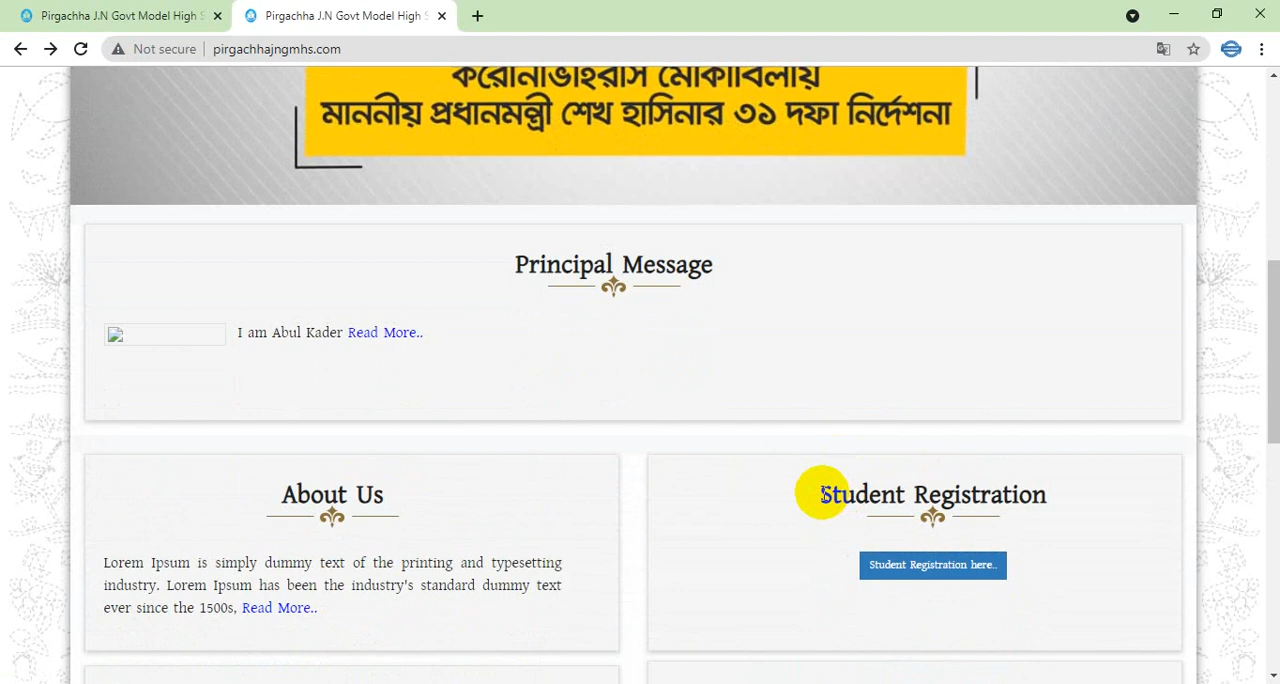 Pirgachha J.N Govt Model High S
Pirgachha J.N Govt Model High S
Not secure
pirgachhajngmhs.com
করোনাভাইরাস মোকাবিলায়
মাননীয় প্রধানমন্ত্রী শেখ হাসিনার ৩১ দফা নির্দেশনা
Principal Message
I am Abul Kader Read More..
About Us
Lorem Ipsum is simply dummy text of the printing and typesetting
industry. Lorem Ipsum has been the industry's standard dummy text
ever since the 1500s, Read More..
Student Registration
Student Registration here..